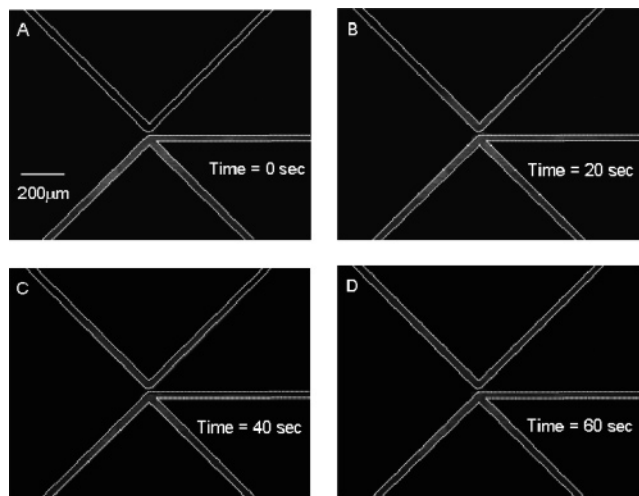 A
Time = 0 sec
200µm
B
Time = 20 sec
C
Time = 40 sec
D
Time = 60 sec